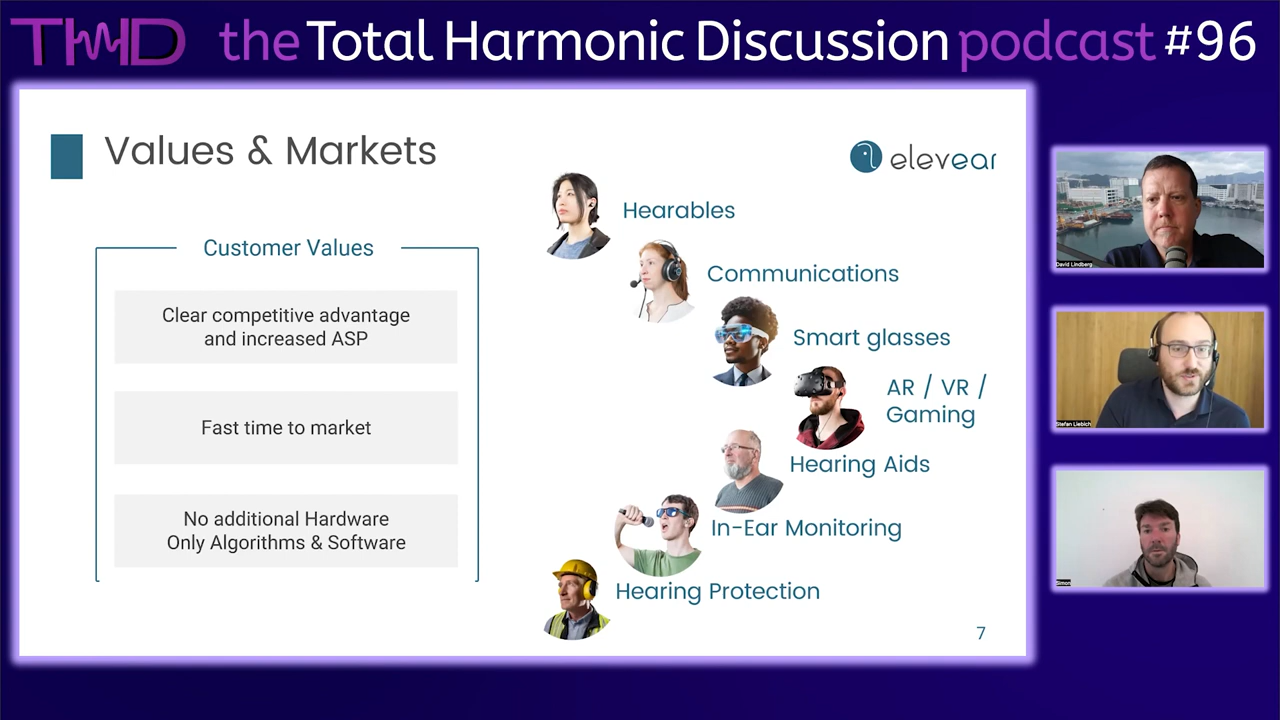 THD the Total Harmonic Discussion podcast #96
Values & Markets
elevear
Customer Values
Clear competitive advantage
and increased ASP
Fast time to market
No additional Hardware
Only Algorithms & Software
Hearables
Communications
Smart glasses
AR / VR /
Gaming
Hearing Aids
In-Ear Monitoring
Hearing Protection
7
David Lindberg
Stefan Liebich
Simon